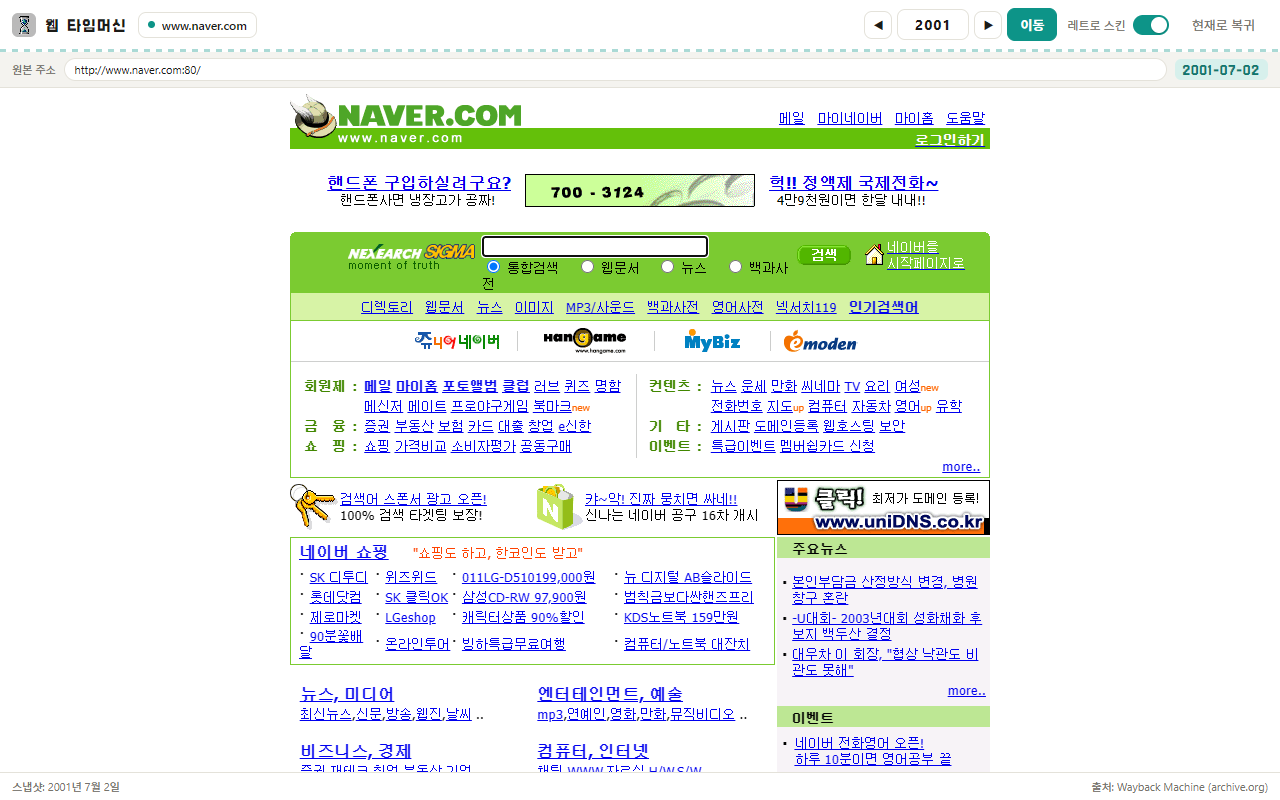 웹 타임머신
www.naver.com
◀ 2001 ▶ 이동 레트로 스킨 현재로 복귀
원본 주소 http://www.naver.com:80/ 2001-07-02
NAVER.COM
www.naver.com
메일 마이네이버 마이홈 도움말
로그인하기
핸드폰 구입하실려구요?
핸드폰사면 냉장고가 공짜!
700 - 3124
헉!! 정액제 국제전화~
4만9천원이면 한달 내내!!
NEXEARCH SIGMA
moment of truth
통합검색 웹문서 뉴스 백과사전
검색
네이버를
시작페이지로
디렉토리 웹문서 뉴스 이미지 MP3/사운드 백과사전 영어사전 넥서치119 인기검색어
쥬니어네이버
HanGame
www.hangame.com
MyBiz
emoden
회원제 : 메일 마이홈 포토앨범 클럽 러브 퀴즈 명함
메신저 메이트 프로야구게임 북마크new
금 융 : 증권 부동산 보험 카드 대출 창업 e신한
쇼 핑 : 쇼핑 가격비교 소비자평가 공동구매
컨텐츠 : 뉴스 운세 만화 씨네마 TV 요리 여성new
전화번호 지도up 컴퓨터 자동차 영어up 유학
기 타 : 게시판 도메인등록 웹호스팅 보안
이벤트 : 특급이벤트 멤버쉽카드 신청
more..
검색어 스폰서 광고 오픈!
100% 검색 타겟팅 보장!
캬~악! 진짜 뭉치면 싸네!!
신나는 네이버 공구 16차 개시
클릭! 최저가 도메인 등록!
www.uniDNS.co.kr
네이버 쇼핑 "쇼핑도 하고, 한코인도 받고"
· SK 디투디 · 위즈위드 · 011LG-D510199,000원 · 뉴 디지털 AB슬라이드
· 롯데닷컴 · SK 클릭OK · 삼성CD-RW 97,900원 · 범칙금보다싼핸즈프리
· 제로마켓 · LGeshop · 캐릭터상품 90%할인 · KDS노트북 159만원
· 90분꽃배달 · 온라인투어 · 빙하특급무료여행 · 컴퓨터/노트북 대잔치
주요뉴스
· 본인부담금 산정방식 변경, 병원
창구 혼란
· -U대회- 2003년대회 성화채화 후
보지 백두산 결정
· 대우차 이 회장, "협상 낙관도 비
관도 못해"
more..
뉴스, 미디어
최신뉴스,신문,방송,웹진,날씨 ..
엔터테인먼트, 예술
mp3,연예인,영화,만화,뮤직비디오 ..
비즈니스, 경제
증권,재테크,취업,부동산,기업
컴퓨터, 인터넷
채팅,WWW,자료실,H/W,S/W
이벤트
· 네이버 전화영어 오픈!
하루 10분이면 영어공부 끝
스냅샷: 2001년 7월 2일
출처: Wayback Machine (archive.org)